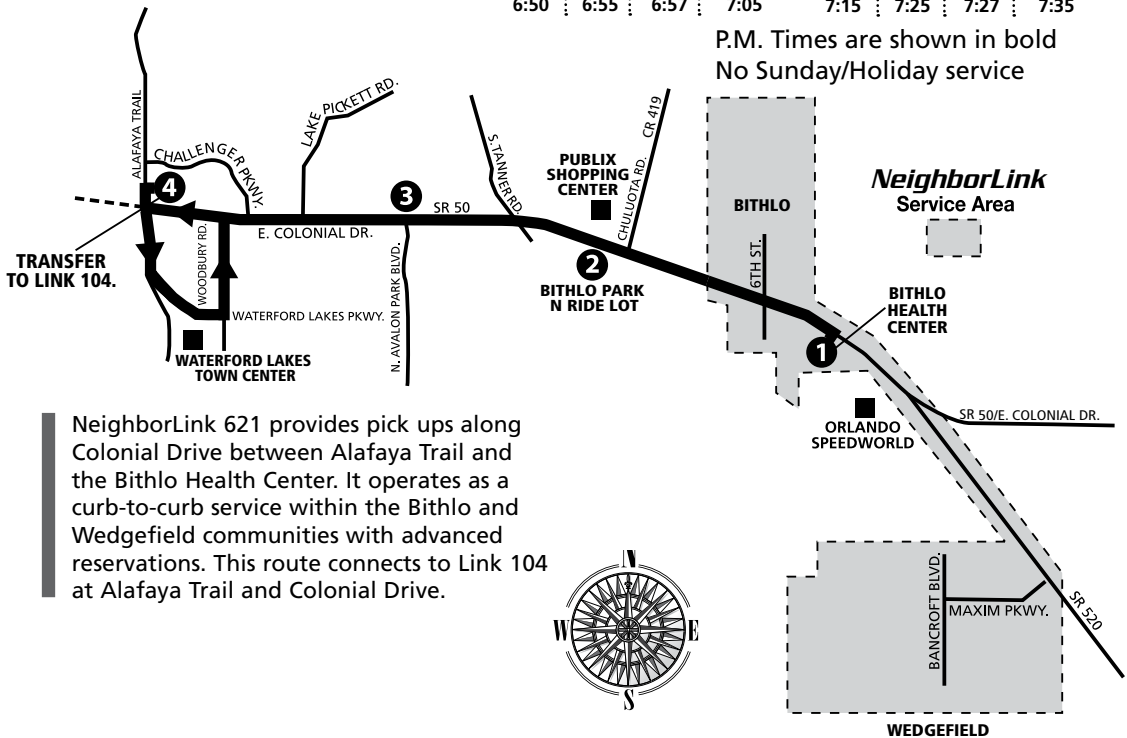 6:50 6:55 6:57 7:05 7:15 7:25 7:27 7:35
P.M. Times are shown in bold
No Sunday/Holiday service
ALAFAYA TRAIL
CHALLENGER PKWY.
LAKE PICKETT RD.
S.TANNER RD.
PUBLIX
SHOPPING
CENTER
CHULUOTA RD. CR 419
BITHLO
NeighborLink
Service Area
4
3
SR 50
E. COLONIAL DR.
TRANSFER
TO LINK 104.
WOODBURY RD.
WATERFORD LAKES PKWY.
WATERFORD LAKES
TOWN CENTER
N. AVALON PARK BLVD.
2
BITHLO PARK
N RIDE LOT
6TH ST.
BITHLO
HEALTH
CENTER
1
ORLANDO
SPEEDWORLD
SR 50/E. COLONIAL DR.
NeighborLink 621 provides pick ups along
Colonial Drive between Alafaya Trail and
the Bithlo Health Center. It operates as a
curb-to-curb service within the Bithlo and
Wedgefield communities with advanced
reservations. This route connects to Link 104
at Alafaya Trail and Colonial Drive.
N
W
E
S
BANCROFT BLVD.
MAXIM PKWY.
SR 520
WEDGEFIELD